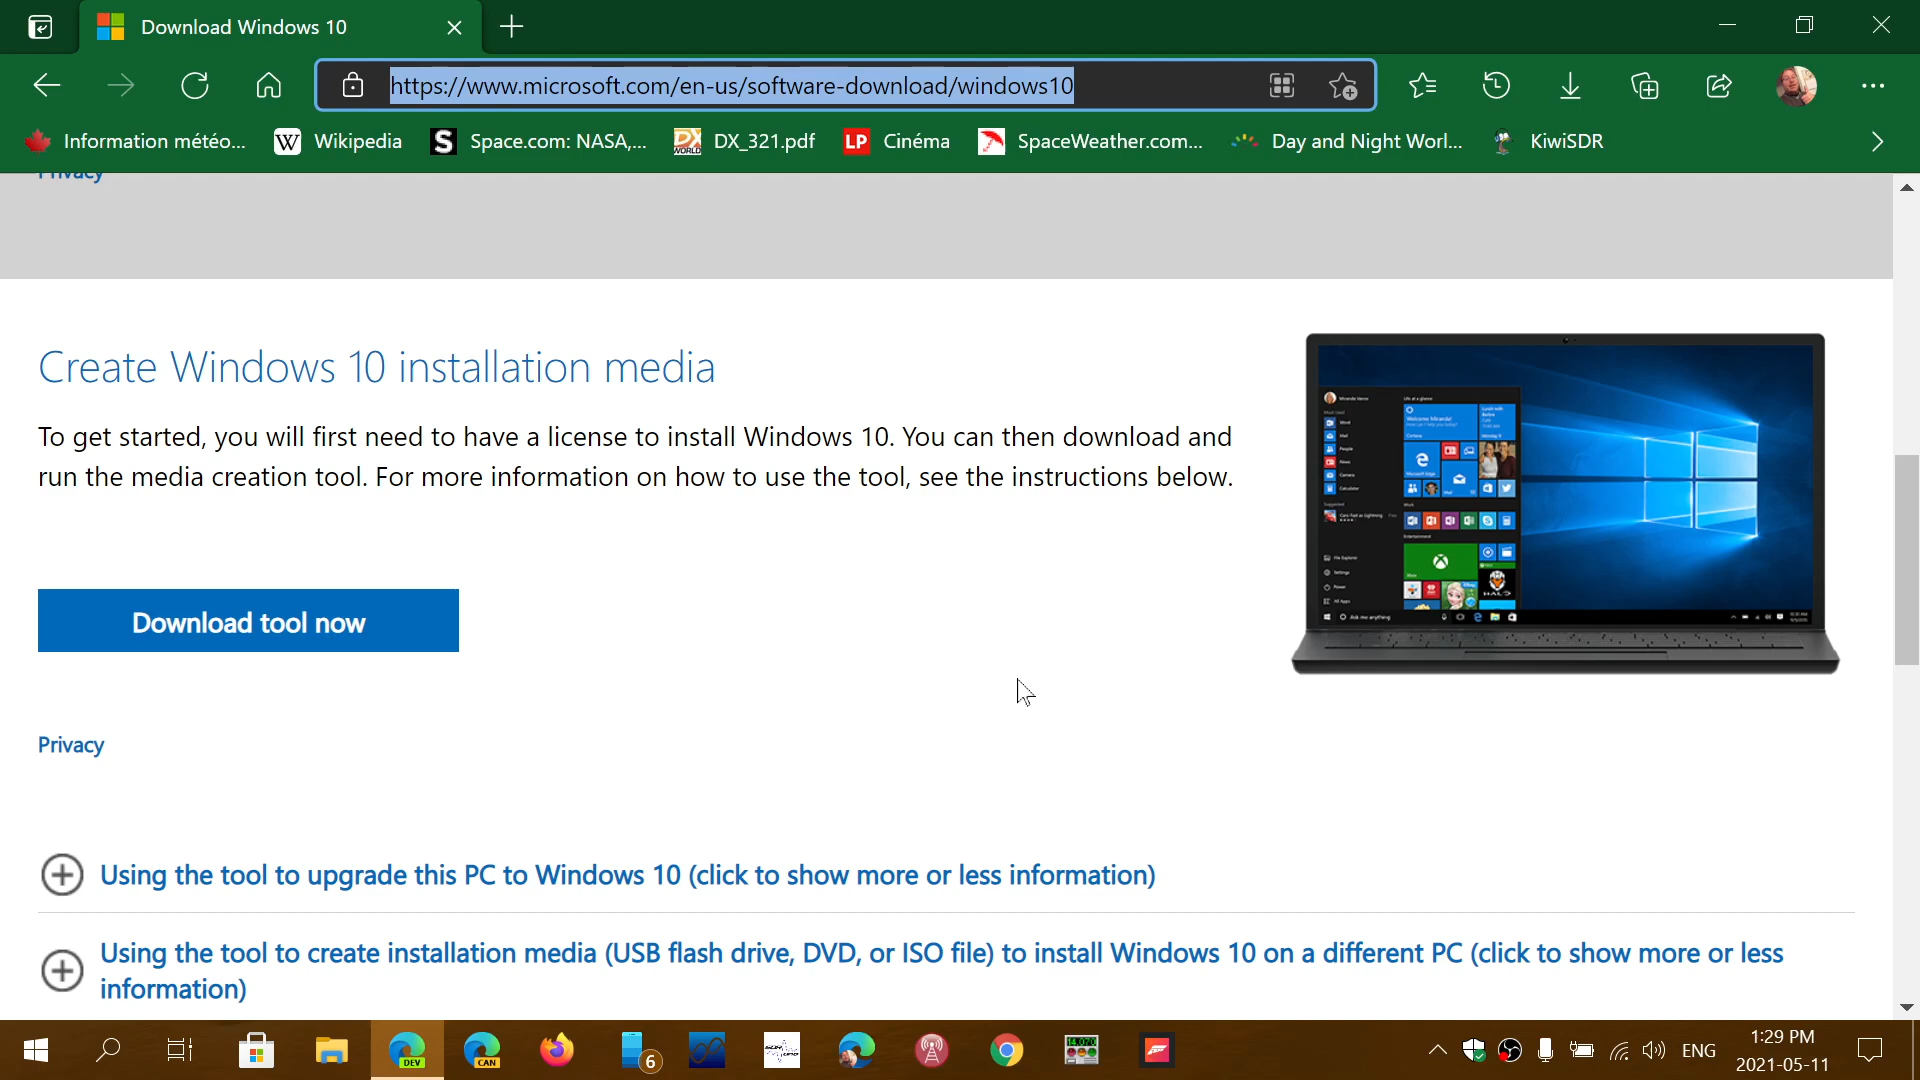 Download Windows 10
https://www.microsoft.com/en-us/software-download/windows10
Information météo... Wikipedia Space.com: NASA,... DX_321.pdf Cinéma SpaceWeather.com... Day and Night Worl... KiwiSDR
Privacy
Create Windows 10 installation media
To get started, you will first need to have a license to install Windows 10. You can then download and
run the media creation tool. For more information on how to use the tool, see the instructions below.
Download tool now
Privacy
Using the tool to upgrade this PC to Windows 10 (click to show more or less information)
Using the tool to create installation media (USB flash drive, DVD, or ISO file) to install Windows 10 on a different PC (click to show more or less
information)
DEV
CAN
6
14.070
ENG
1:29 PM
2021-05-11